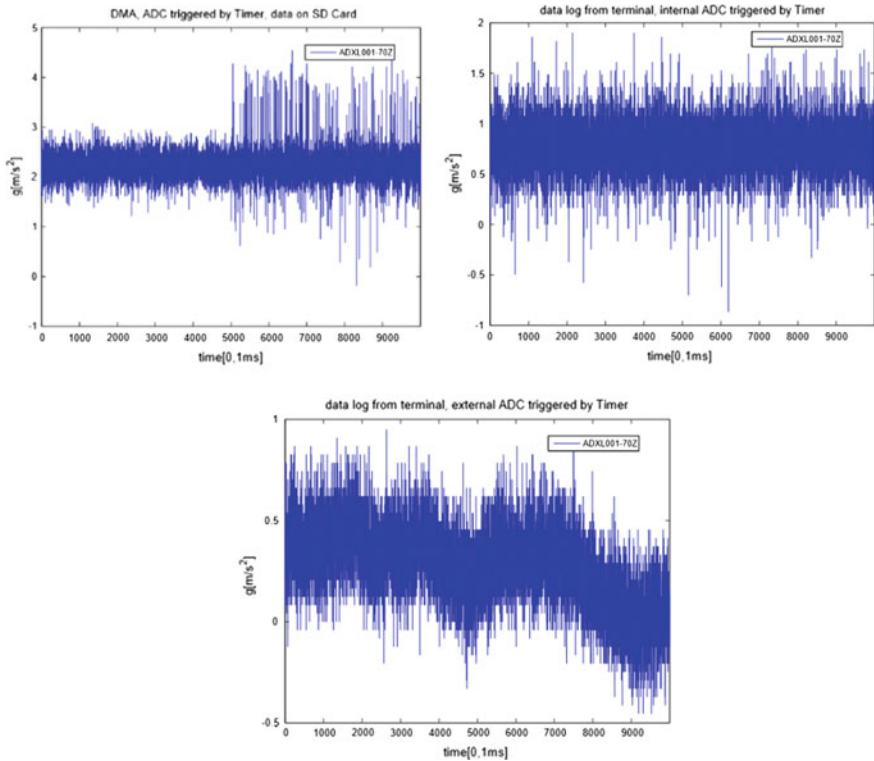 DMA, ADC triggered by Timer, data on SD Card
ADXL001-70Z
g[m/s²]
5
4
3
2
1
0
-1
0 1000 2000 3000 4000 5000 6000 7000 8000 9000
time[0,1ms]
data log from terminal, internal ADC triggered by Timer
ADXL001-70Z
g[m/s²]
2
1.5
1
0.5
0
-0.5
-1
0 1000 2000 3000 4000 5000 6000 7000 8000 9000
time[0,1ms]
data log from terminal, external ADC triggered by Timer
ADXL001-70Z
g[m/s²]
1
0.5
0
-0.5
0 1000 2000 3000 4000 5000 6000 7000 8000 9000
time[0,1ms]